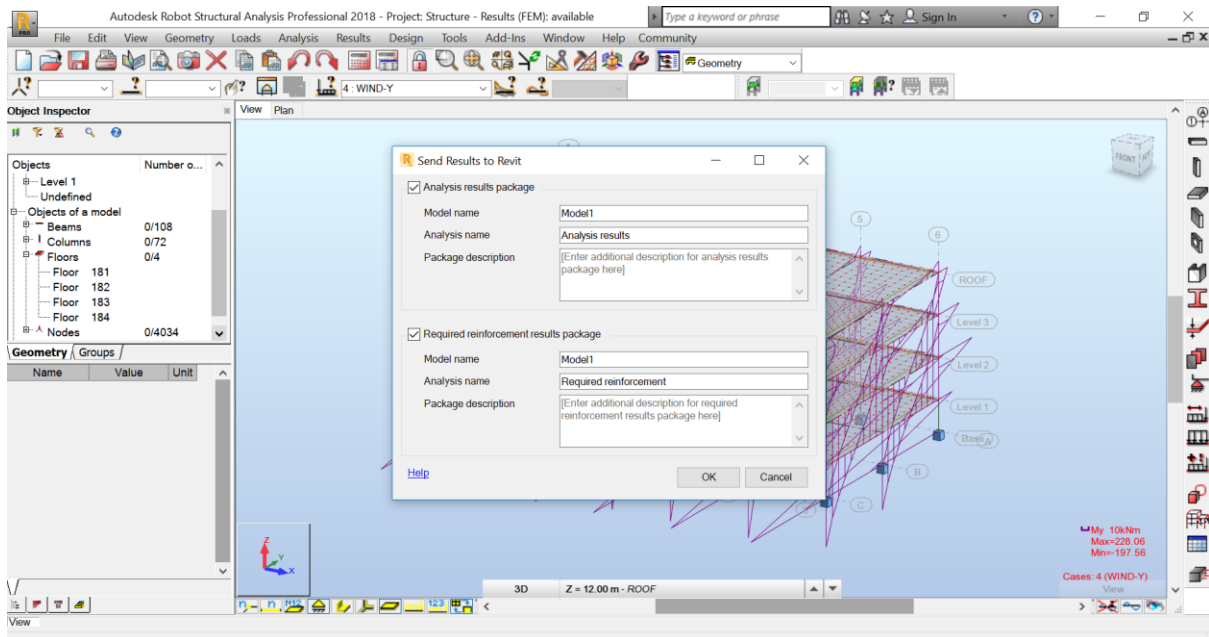 Autodesk Robot Structural Analysis Professional 2018 - Project: Structure - Results (FEM): available
Type a keyword or phrase
Sign In
PRO
File Edit View Geometry Loads Analysis Results Design Tools Add-Ins Window Help Community
Geometry
4 : WIND-Y
Object Inspector
View Plan
Objects Number o...
Level 1
Undefined
Objects of a model
Beams 0/108
Columns 0/72
Floors 0/4
Floor 181
Floor 182
Floor 183
Floor 184
Nodes 0/4034
Geometry Groups
Name Value Unit
Send Results to Revit
Analysis results package
Model name Model1
Analysis name Analysis results
Package description [Enter additional description for analysis results
package here]
Required reinforcement results package
Model name Model1
Analysis name Required reinforcement
Package description [Enter additional description for required
reinforcement results package here]
Help
OK Cancel
FRONT
5
6
ROOF
Level 3
Level 2
Level 1
Base
A
B
C
3
My 10kNm
Max=228.06
Min=-197.56
Cases: 4 (WIND-Y)
View
Z
Y
X
3D Z = 12.00 m - ROOF
View